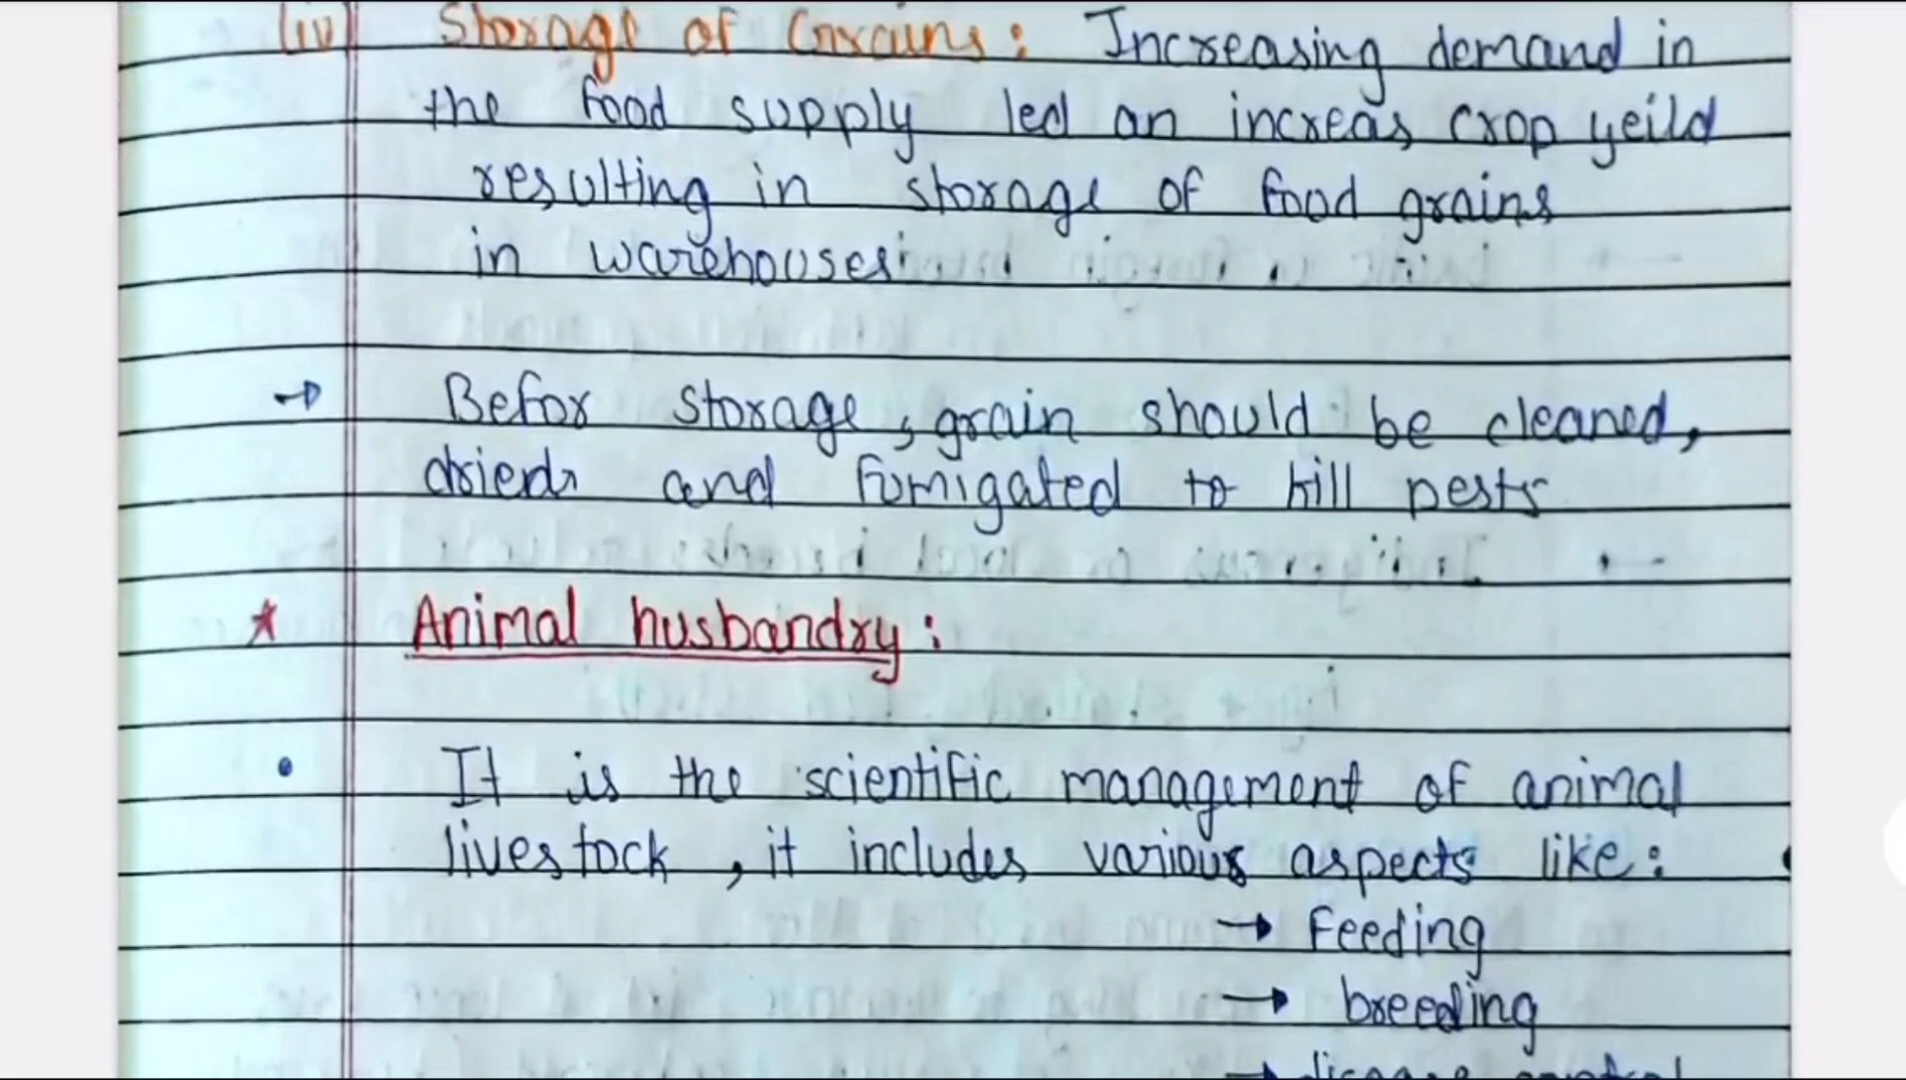 (iv) Storage of Grains: Increasing demand in
the food supply led an increas crop yeild
resulting in storage of food grains
in warehouses
→ Befor storage, grain should be cleaned,
dried and fumigated to kill pests
* Animal husbandry:
• It is the scientific management of animal
livestock, it includes various aspects like:
→ Feeding
→ breeding
→ disease control